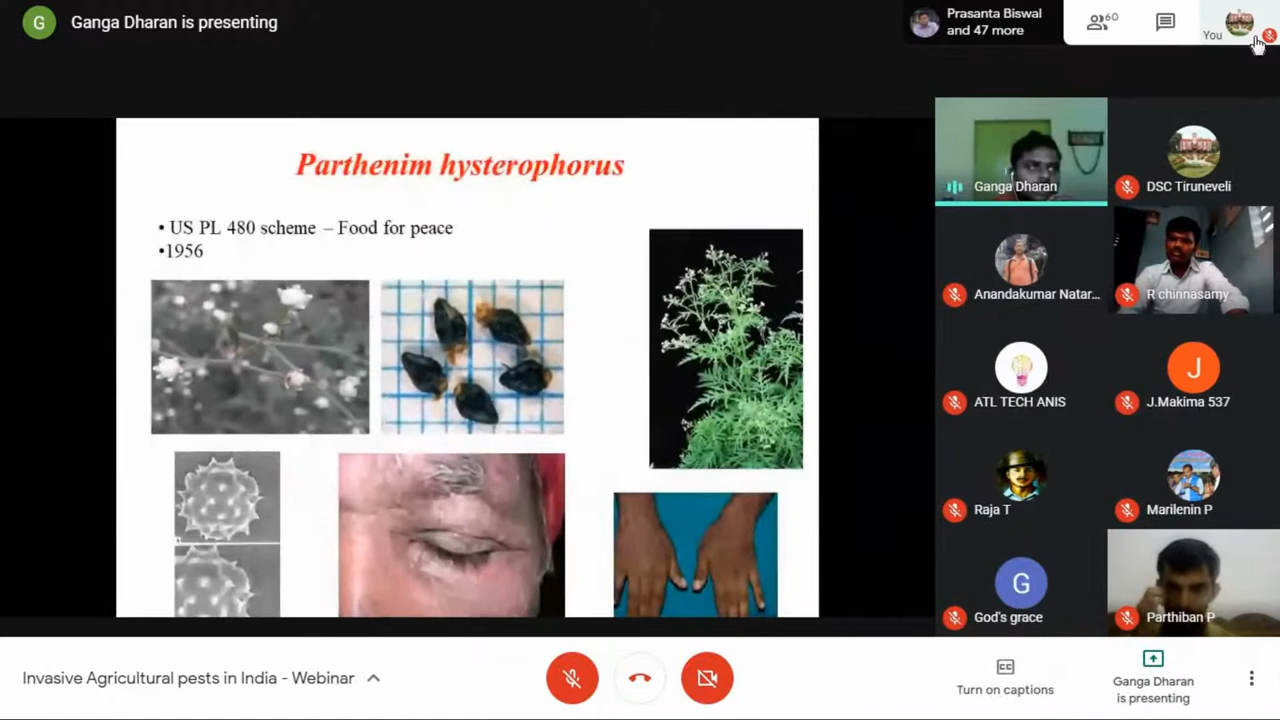 G
Ganga Dharan is presenting
Prasanta Biswal
and 47 more
60
You
Parthenim hysterophorus
• US PL 480 scheme – Food for peace
•1956
Ganga Dharan
DSC Tiruneveli
Anandakumar Natar...
R chinnasamy
ATL TECH ANIS
J
J.Makima 537
Raja T
Marilenin P
G
God's grace
Parthiban P
Invasive Agricultural pests in India - Webinar
CC
Turn on captions
Ganga Dharan
is presenting